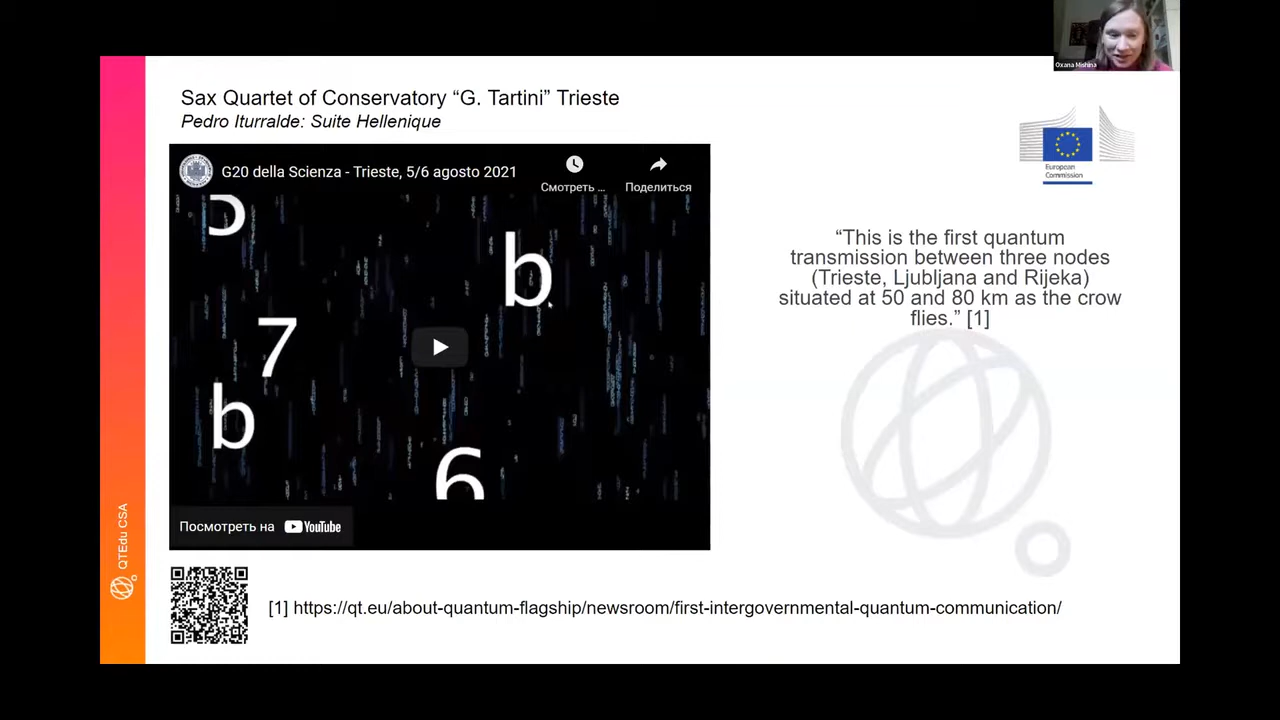 Oxana Mishina
Sax Quartet of Conservatory “G. Tartini” Trieste
Pedro Iturralde: Suite Hellenique
G20 della Scienza -Trieste, 5/6 agosto 2021
Смотреть ...
Поделиться
5
b
7
b
6
Посмотреть на YouTube
European
Commission
“This is the first quantum
transmission between three nodes
(Trieste, Ljubljana and Rijeka)
situated at 50 and 80 km as the crow
flies.” [1]
QTEdu CSA
[1] https://qt.eu/about-quantum-flagship/newsroom/first-intergovernmental-quantum-communication/